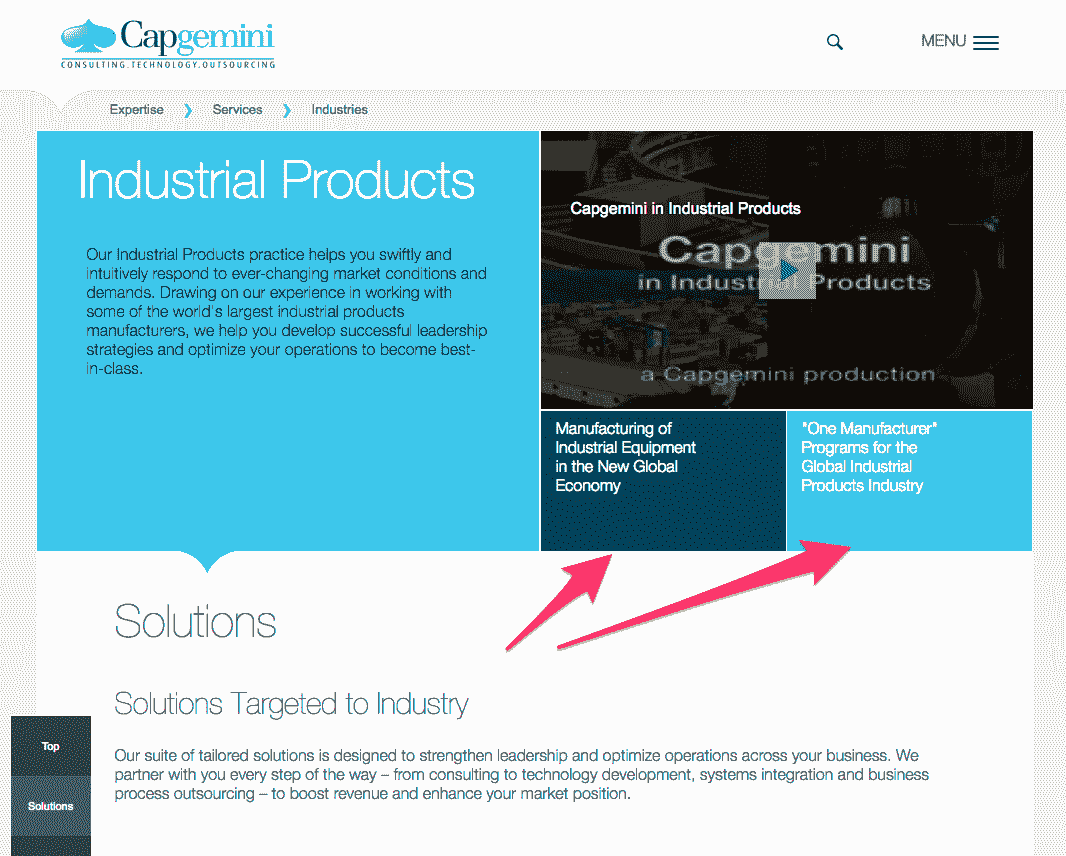 Capgemini
CONSULTING.TECHNOLOGY.OUTSOURCING
MENU
Expertise
Services
Industries
Industrial Products
Our Industrial Products practice helps you swiftly and
intuitively respond to ever-changing market conditions and
demands. Drawing on our experience in working with
some of the world's largest industrial products
manufacturers, we help you develop successful leadership
strategies and optimize your operations to become best-
in-class.
Capgemini in Industrial Products
Capgemini
in Industrial Products
a Capgemini production
Manufacturing of
Industrial Equipment
in the New Global
Economy
"One Manufacturer"
Programs for the
Global Industrial
Products Industry
Solutions
Solutions Targeted to Industry
Our suite of tailored solutions is designed to strengthen leadership and optimize operations across your business. We
partner with you every step of the way – from consulting to technology development, systems integration and business
process outsourcing – to boost revenue and enhance your market position.
Top
Solutions